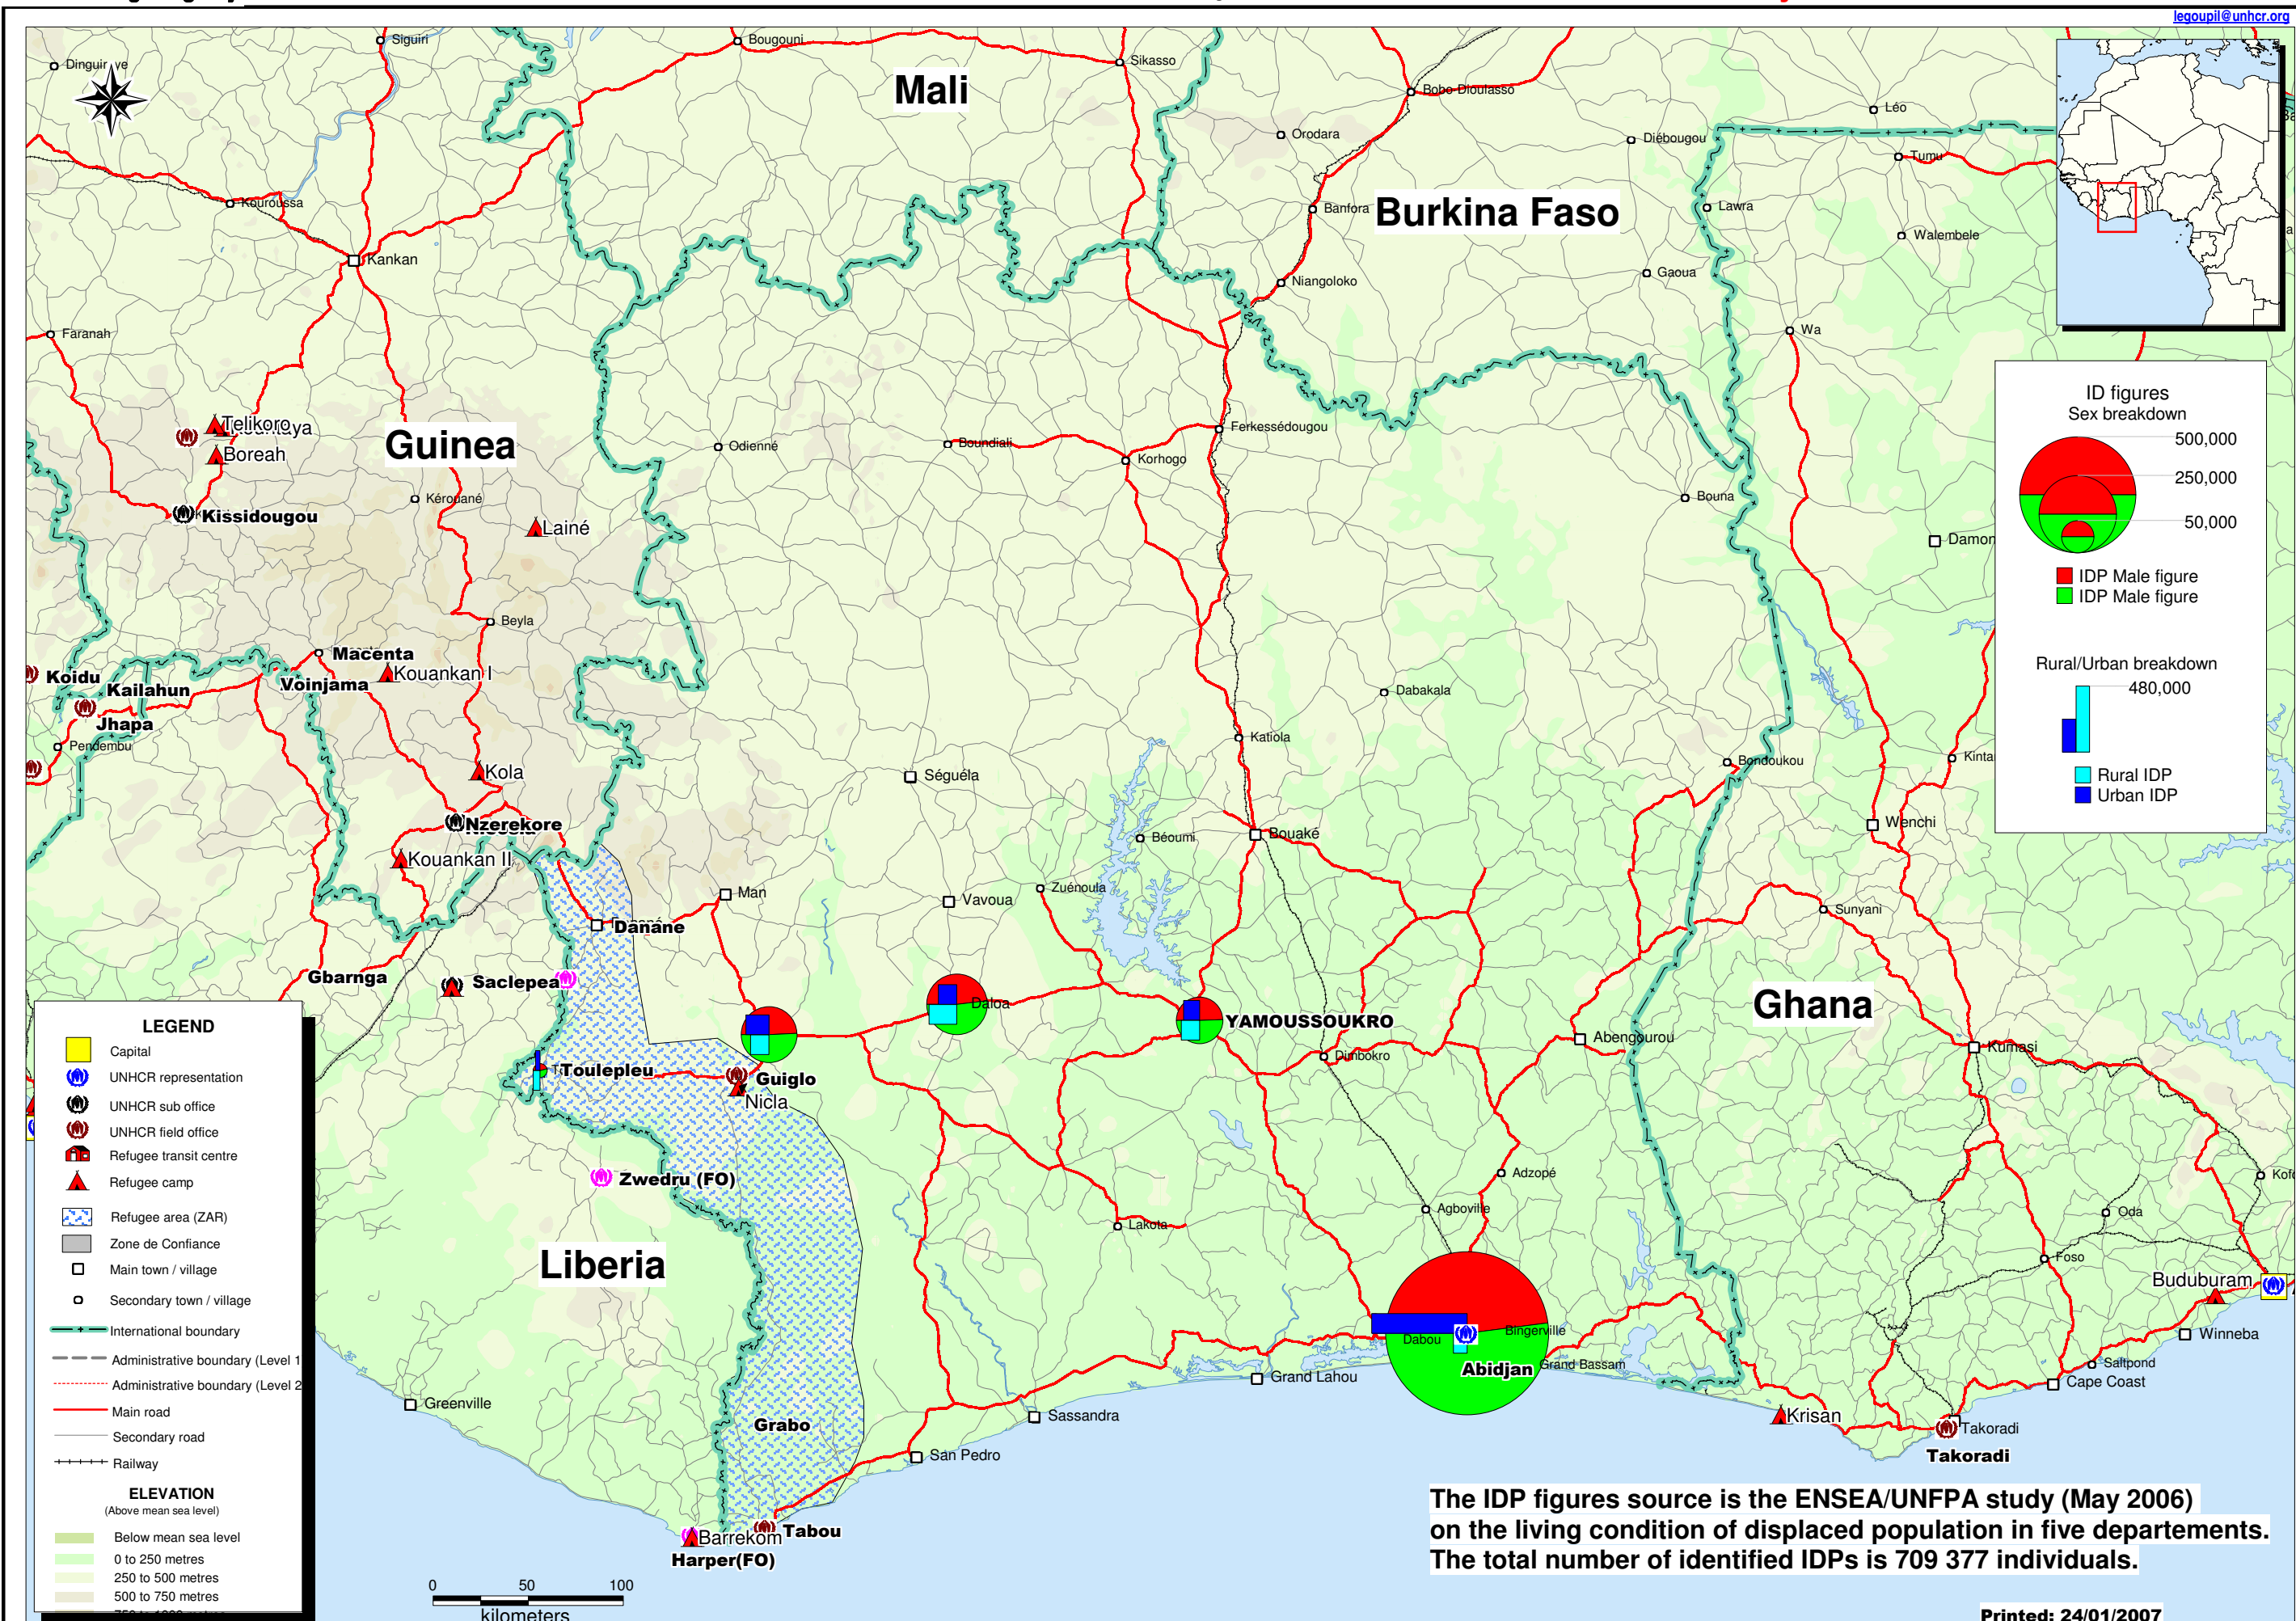 legoupil@unhcr.org
Siguiri
Bougouni
Sikasso
Mali
Bobo Dioulasso
Léo
Orodara
Diébougou
Tumu
Kouroussa
Banfora
Burkina Faso
Lawra
Walembele
Kankan
Gaoua
Niangoloko
Faranah
Wa
ID figures
Sex breakdown
500,000
250,000
50,000
IDP Male figure
IDP Male figure
Rural/Urban breakdown
480,000
Rural IDP
Urban IDP
Telikoro
Boreah
Guinea
Odienné
Boundiali
Ferkessédougou
Korhogo
Kérouané
Bouna
Kissidougou
Lainé
Damon
Beyla
Macenta
Koidu
Kailahun
Voinjama
Kouankan I
Dabakala
Jhapa
Pendembu
Katiola
Kola
Séguéla
Bondoukou
Kinta
Nzerekore
Béoumi
Bouaké
Wenchi
Kouankan II
Man
Vavoua
Zuénoula
Sunyani
Danáne
Gbarnga
Saclepea
Daloa
YAMOUSSOUKRO
Ghana
Abengourou
Dimbokro
Kumasi
Toulepleu
Guiglo
Nicla
Zwedru (FO)
Adzopé
Agboville
Lakota
Oda
Foso
Liberia
Buduburam
Winneba
Dabou
Bingerville
Abidjan
Grand Bassam
Grand Lahou
Saltpond
Cape Coast
Greenville
Sassandra
Grabo
San Pedro
Krisan
Takoradi
Takoradi
Tabou
Barrekom
Harper(FO)
LEGEND
Capital
UNHCR representation
UNHCR sub office
UNHCR field office
Refugee transit centre
Refugee camp
Refugee area (ZAR)
Zone de Confiance
Main town / village
Secondary town / village
International boundary
Administrative boundary (Level 1
Administrative boundary (Level 2
Main road
Secondary road
Railway
ELEVATION
(Above mean sea level)
Below mean sea level
0 to 250 metres
250 to 500 metres
500 to 750 metres
The IDP figures source is the ENSEA/UNFPA study (May 2006)
on the living condition of displaced population in five departements.
The total number of identified IDPs is 709 377 individuals.
0 50 100
kilometers
Printed: 24/01/2007